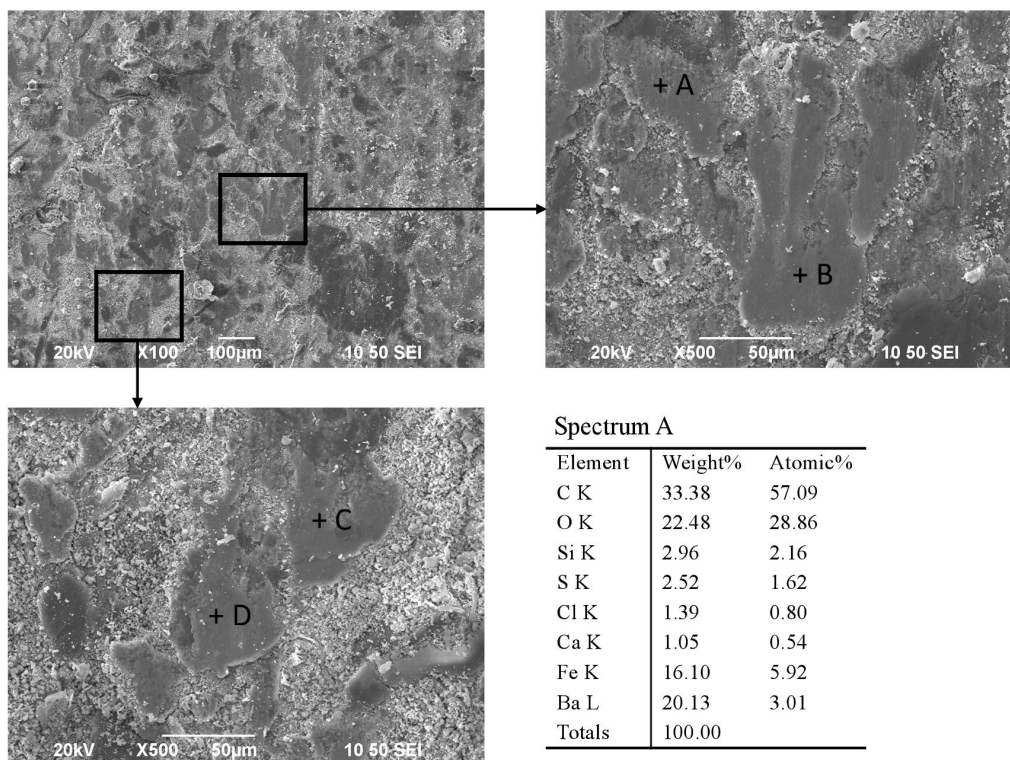 20kV X100 100µm 10 50 SEI
+ A
+ B
20kV X500 50µm 10 50 SEI
+ C
+ D
20kV X500 50µm 10 50 SEI
Spectrum A
Element Weight% Atomic%
C K 33.38 57.09
O K 22.48 28.86
Si K 2.96 2.16
S K 2.52 1.62
Cl K 1.39 0.80
Ca K 1.05 0.54
Fe K 16.10 5.92
Ba L 20.13 3.01
Totals 100.00